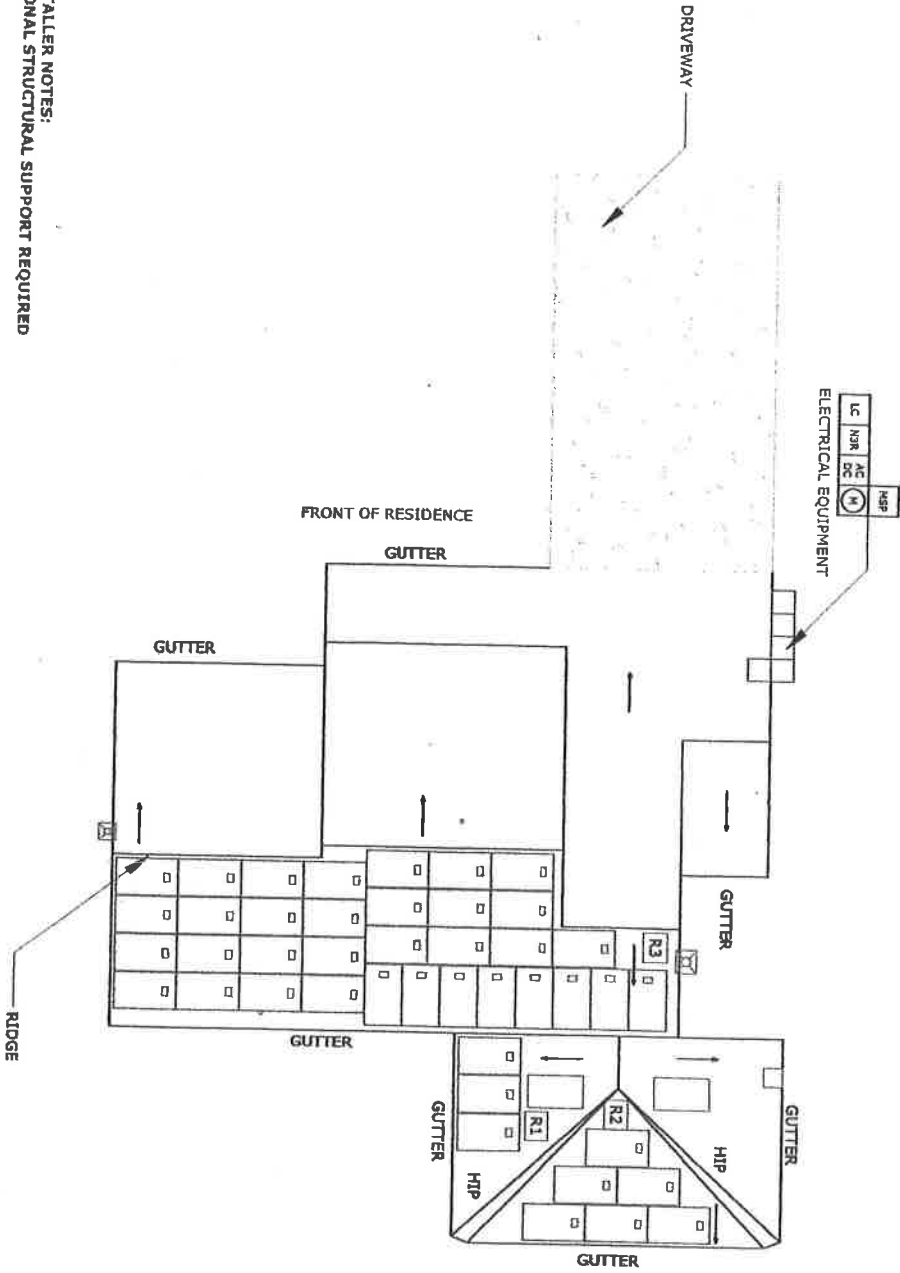 DRIVEWAY
MSP
LC N3R AC DC M
ELECTRICAL EQUIPMENT
FRONT OF RESIDENCE
GUTTER
GUTTER
GUTTER
R3
RIDGE
GUTTER
GUTTER
R1
R2
HIP
HIP
GUTTER
GUTTER
TALLER NOTES:
ONAL STRUCTURAL SUPPORT REQUIRED